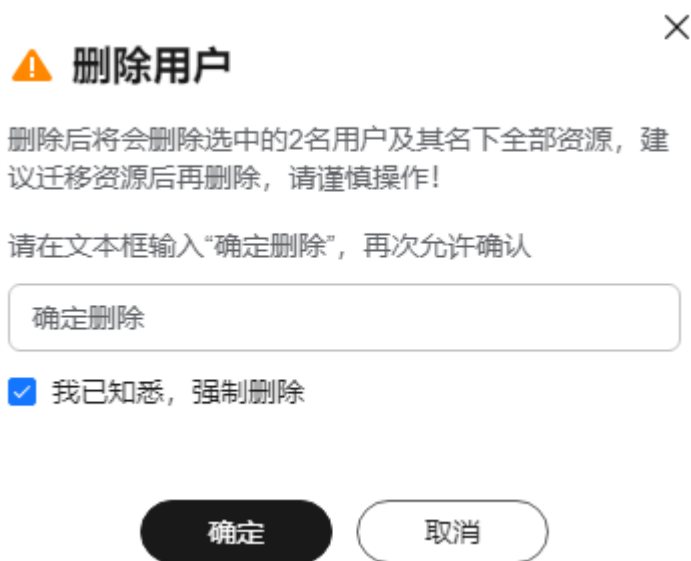 删除用户
删除后将会删除选中的2名用户及其名下全部资源，建
议迁移资源后再删除，请谨慎操作！
请在文本框输入“确定删除”，再次允许确认
确定删除
我已知悉，强制删除
确定
取消